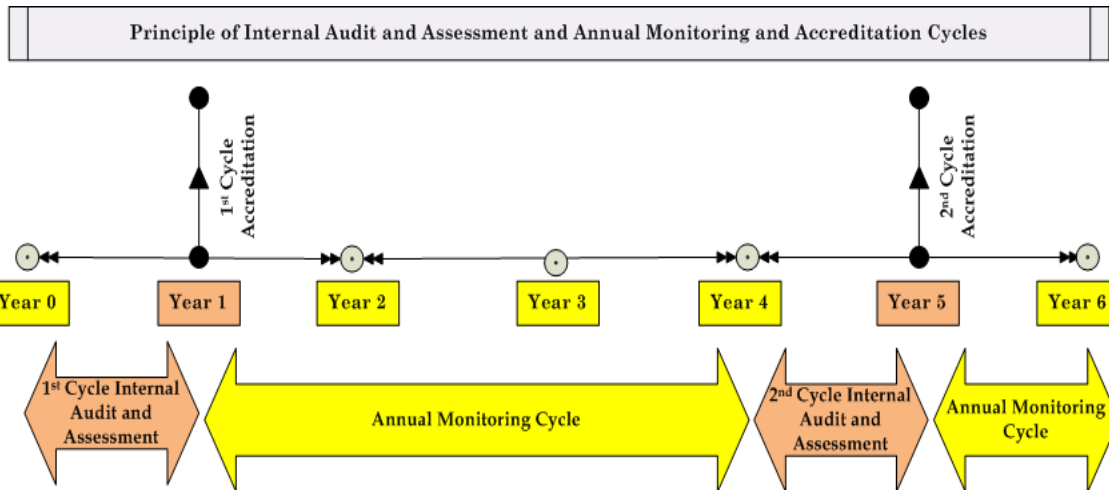 Principle of Internal Audit and Assessment and Annual Monitoring and Accreditation Cycles
1st Cycle
Accreditation
2nd Cycle
Accreditation
Year 0
Year 1
Year 2
Year 3
Year 4
Year 5
Year 6
1st Cycle Internal
Audit and
Assessment
Annual Monitoring Cycle
2nd Cycle Internal
Audit and
Assessment
Annual Monitoring
Cycle